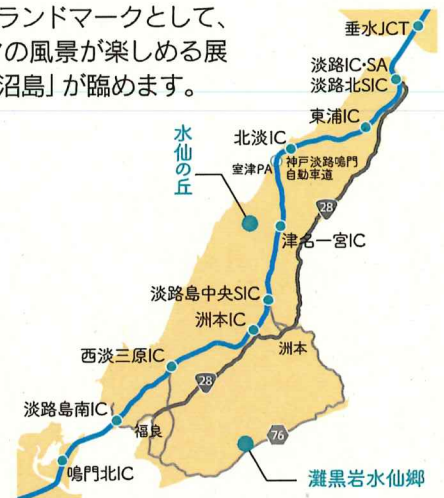 ランドマークとして、
の風景が楽しめる展
沼島」が臨めます。
垂水JCT
淡路IC・SA
淡路北SIC
東浦IC
北淡IC
水仙の丘
室津PA
神戸淡路鳴門
自動車道
28
津名一宮IC
淡路島中央SIC
洲本IC
洲本
西淡三原IC
28
淡路島南IC
福良
76
鳴門北IC
灘黒岩水仙郷